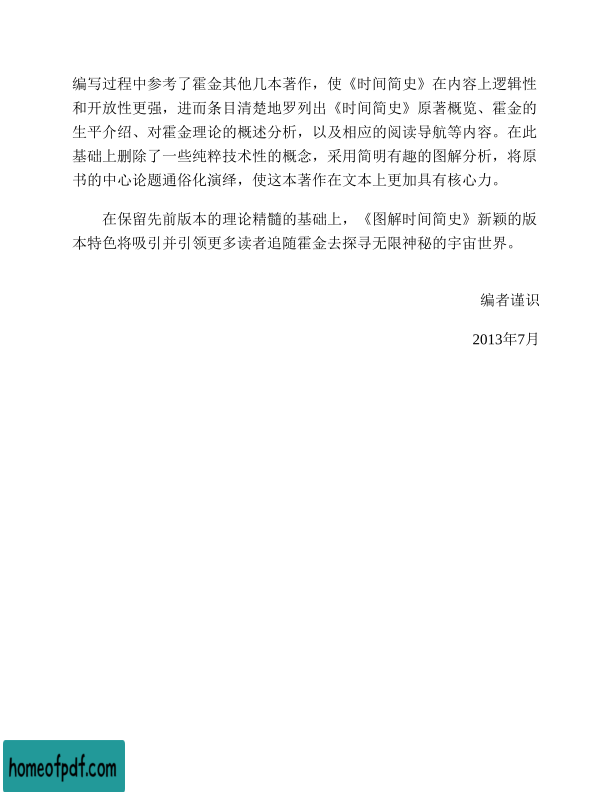 编写过程中参考了霍金其他几本著作，使《时间简史》在内容上逻辑性
和开放性更强，进而条目清楚地罗列出《时间简史》原著概览、霍金的
生平介绍、对霍金理论的概述分析，以及相应的阅读导航等内容。在此
基础上删除了一些纯粹技术性的概念，采用简明有趣的图解分析，将原
书的中心论题通俗化演绎，使这本著作在文本上更加具有核心力。
在保留先前版本的理论精髓的基础上，《图解时间简史》新颖的版
本特色将吸引并引领更多读者追随霍金去探寻无限神秘的宇宙世界。
编者谨识
2013年7月
homeofpdf.com